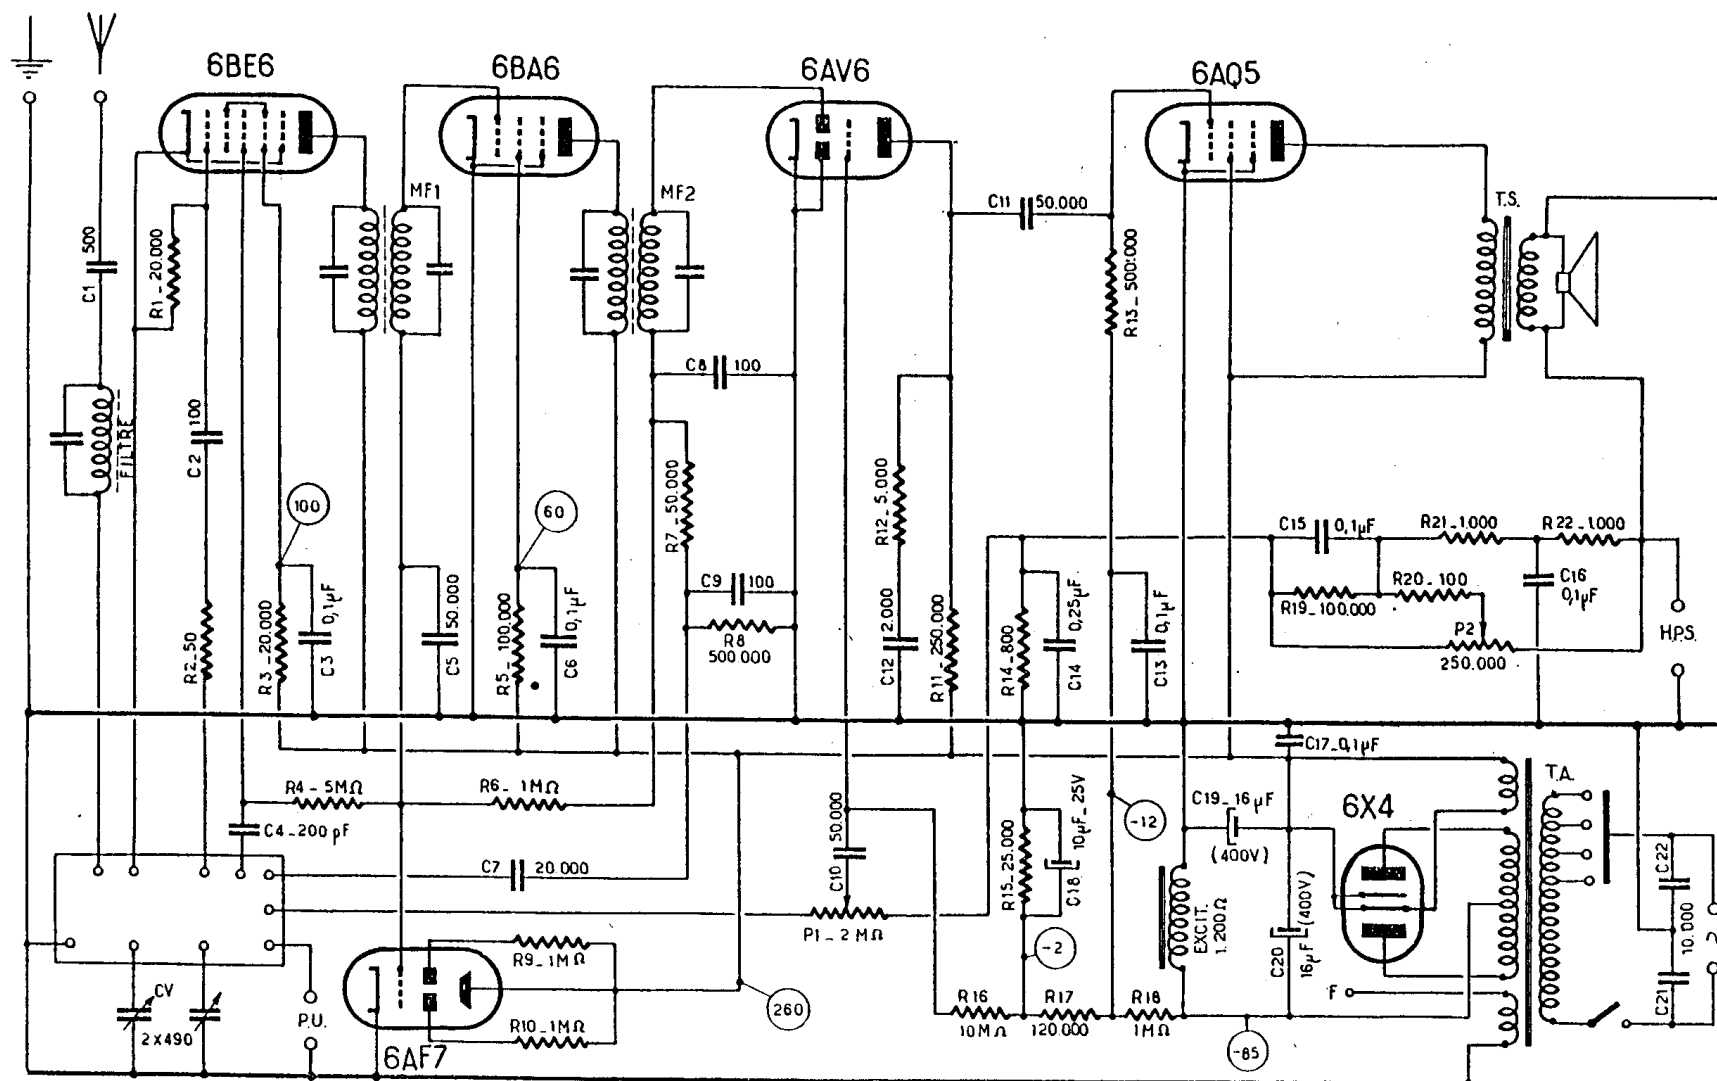 6BE6
6BA6
6AV6
6AQ5
MF1
MF2
T.S.
C11 50.000
C1 500
R1_20.000
R13_500.000
C8 100
FILTRE
C2 100
100
60
R7_50.000
R12_5.000
C15 0,1µF
R21_1.000
R22_1.000
C9 100
R8
500.000
R19_100.000
R20_100
C16
0,1µF
P2
250.000
H.P.S.
R2_50
R3_20.000
C3 0,1µF
C5 50.000
R5_100.000
C6 0,1µF
C12 2.000
R11_250.000
R14_800
C14 0,25µF
C13 0,1µF
C17_0,1µF
R4_5MΩ
R6_1MΩ
C4_200 pF
C7 20.000
C10 50.000
P1_2 MΩ
R15_25.000
C18 10µF_25V
-12
C19_16µF
(400V)
6X4
T.A.
EXCIT.
1.200Ω
C20 16µF(400V)
C22
10.000
C21
-2
R9_1MΩ
R10_1MΩ
260
R16
10MΩ
R17
120.000
R18
1MΩ
-85
F
CV
2X490
P.U.
6AF7